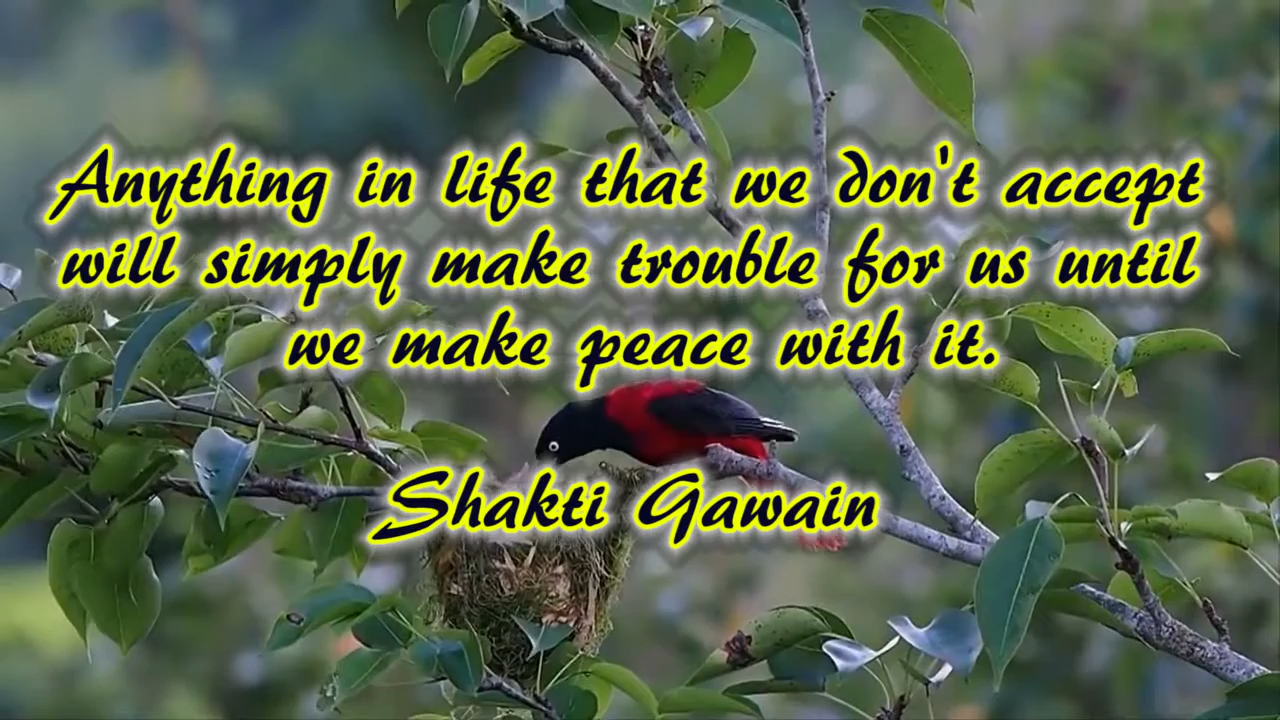 Anything in life that we don't accept
will simply make trouble for us until
we make peace with it.
Shakti Gawain